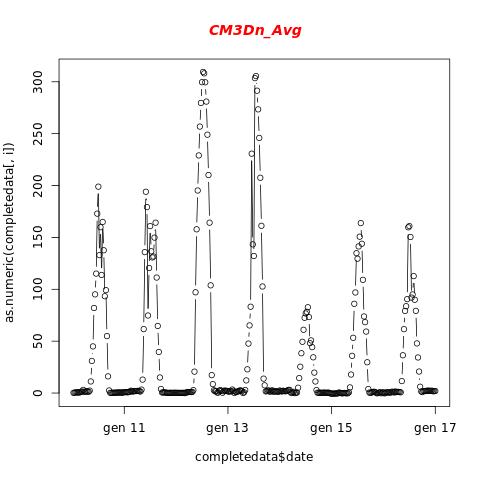 CM3Dn_Avg
as.numeric(completedata[, i])
300
250
200
150
100
50
0
gen 11
gen 13
gen 15
gen 17
completedata$date